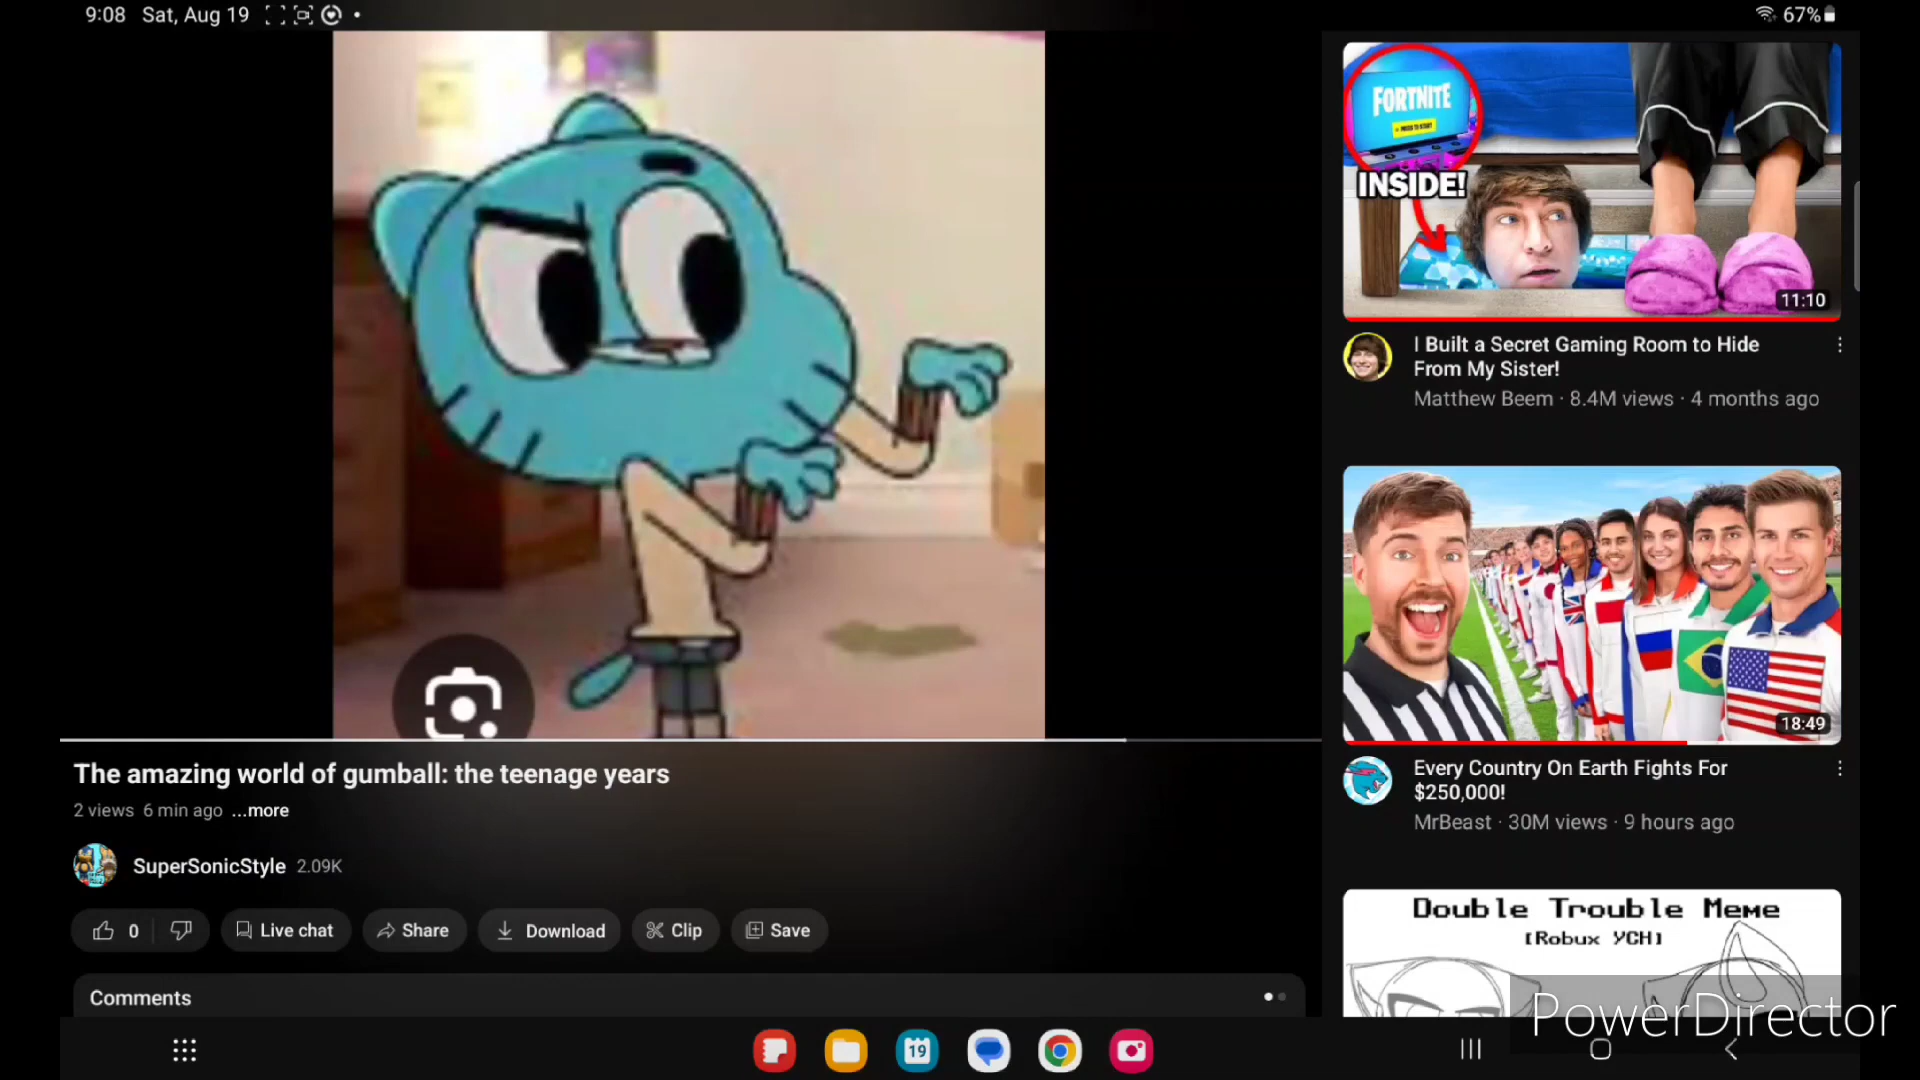 9:08 Sat, Aug 19
67%
FORTNITE
INSIDE!
11:10
I Built a Secret Gaming Room to Hide
From My Sister!
Matthew Beem · 8.4M views · 4 months ago
18:49
Every Country On Earth Fights For
$250,000!
MrBeast · 30M views · 9 hours ago
Double Trouble Meme
[Robux YCH]
The amazing world of gumball: the teenage years
2 views 6 min ago ...more
SuperSonicStyle 2.09K
0
Live chat
Share
Download
Clip
Save
Comments
PowerDirector
19